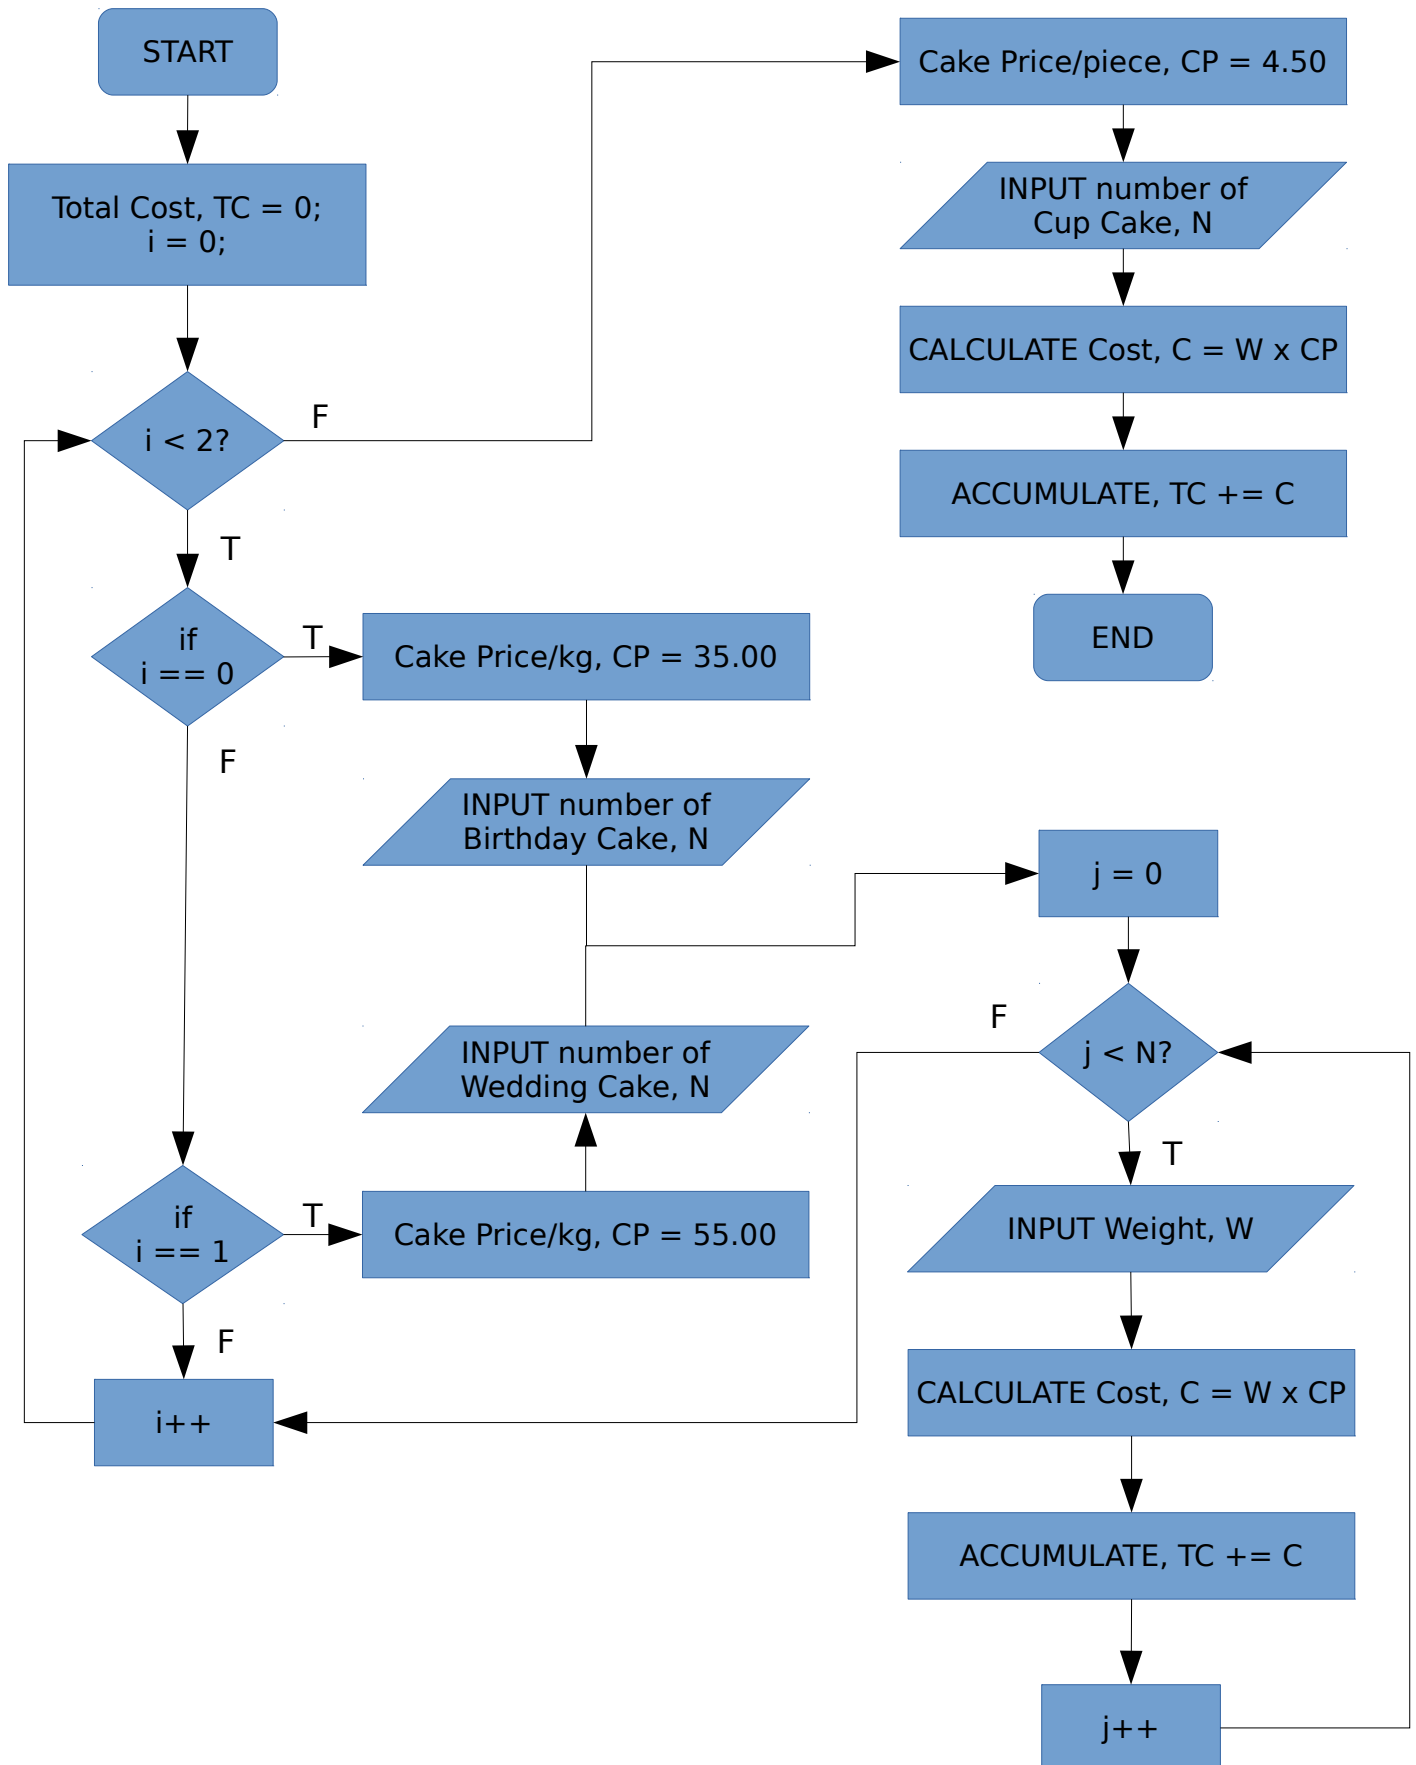 START
Total Cost, TC = 0;
i = 0;
i < 2?
F
T
if
i == 0
T
F
Cake Price/kg, CP = 35.00
INPUT number of
Birthday Cake, N
INPUT number of
Wedding Cake, N
Cake Price/kg, CP = 55.00
if
i == 1
T
F
i++
Cake Price/piece, CP = 4.50
INPUT number of
Cup Cake, N
CALCULATE Cost, C = W x CP
ACCUMULATE, TC += C
END
j = 0
j < N?
F
T
INPUT Weight, W
CALCULATE Cost, C = W x CP
ACCUMULATE, TC += C
j++